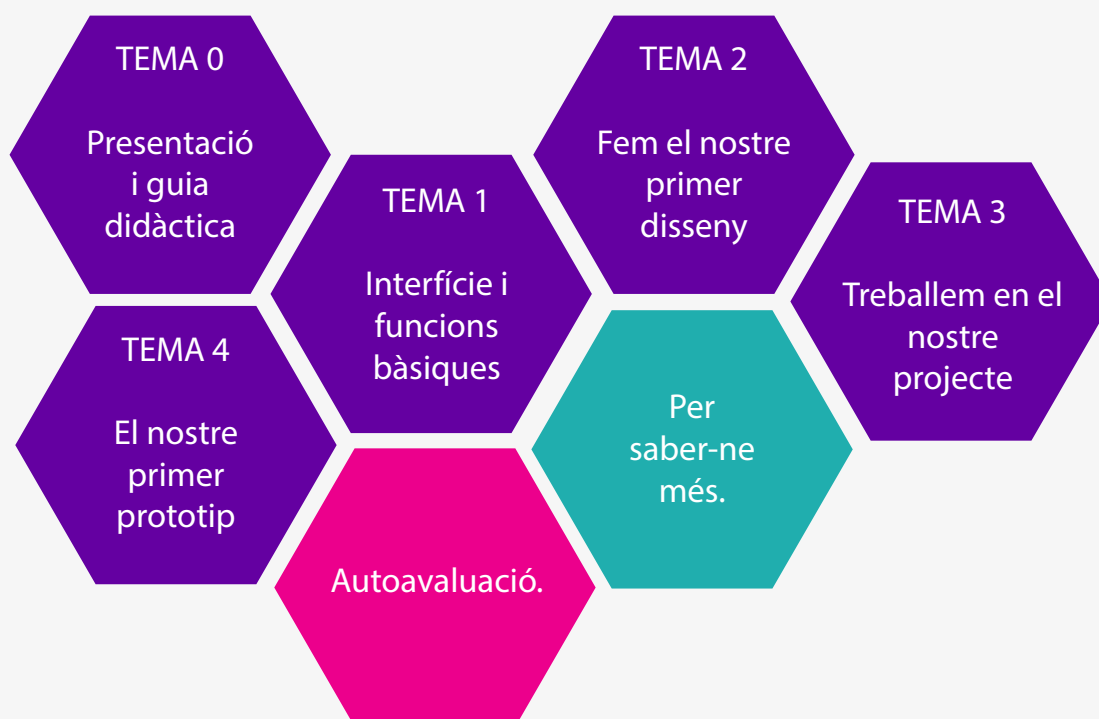 TEMA 0
Presentació
i guia
didàctica
TEMA 1
Interfície i
funcions
bàsiques
TEMA 2
Fem el nostre
primer
disseny
TEMA 3
Treballem en el
nostre
projecte
TEMA 4
El nostre
primer
prototip
Autoavaluació.
Per
saber-ne
més.